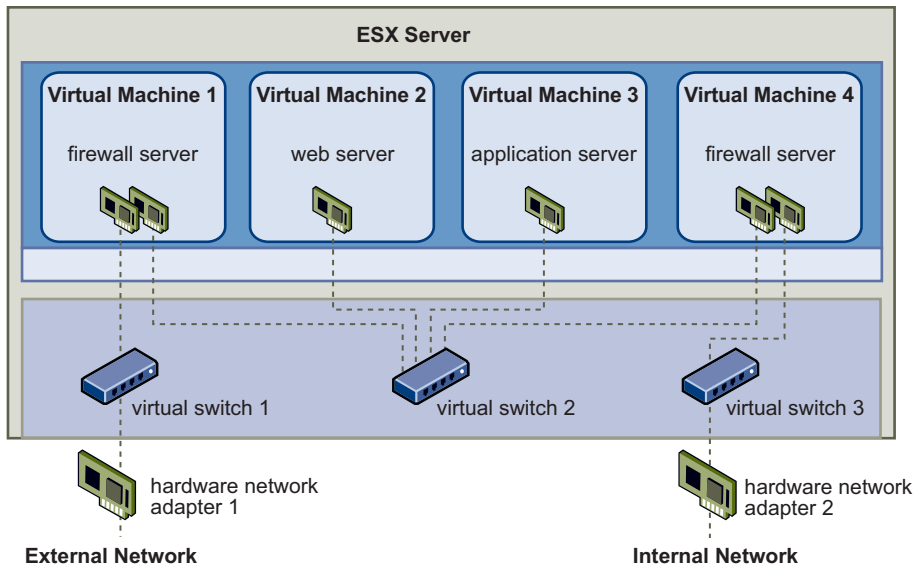 ESX Server
Virtual Machine 1
Virtual Machine 2
Virtual Machine 3
Virtual Machine 4
firewall server
web server
application server
firewall server
virtual switch 1
virtual switch 2
virtual switch 3
hardware network
adapter 1
hardware network
adapter 2
External Network
Internal Network